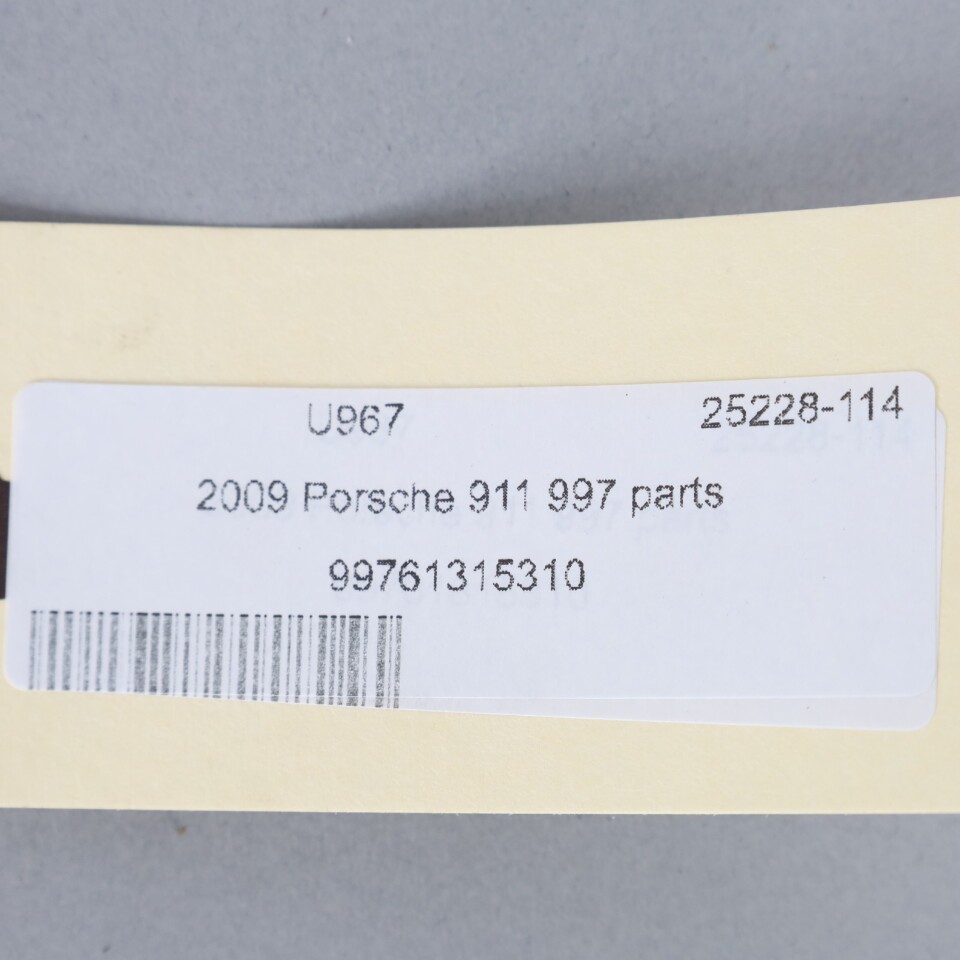 U967 25228-114
2009 Porsche 911 997 parts
99761315310